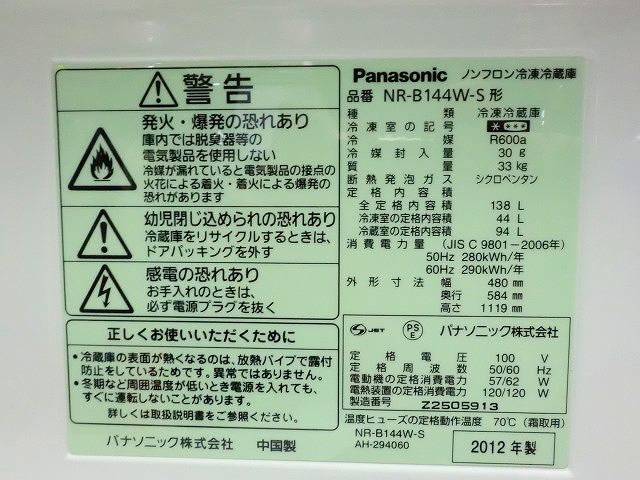 警告
発火・爆発の恐れあり
庫内では脱臭器等の
電気製品を使用しない
冷媒が漏れていると電気製品の接点の
火花による着火・着火による爆発の
恐れがあります
幼児閉じ込められの恐れあり
冷蔵庫をリサイクルするときは、
ドアパッキングを外す
感電の恐れあり
お手入れのときは、
必ず電源プラグを抜く
正しくお使いいただくために
•冷蔵庫の表面が熱くなるのは、放熱パイプで露付
防止をしているためです。異常ではありません。
•冬期など周囲温度が低いとき電源を入れても、
すぐに運転しないことがあります。
詳しくは取扱説明書をご参照ください。
パナソニック株式会社 中国製
Panasonic ノンフロン冷凍冷蔵庫
品番 NR-B144W-S 形
種類 冷凍冷蔵庫
冷凍室の記号 ****
冷媒 R600a
冷媒封入量 30 g
質量 33 kg
断熱発泡ガス シクロペンタン
定格内容積
全定格内容積 138 L
冷凍室の定格内容積 44 L
冷蔵室の定格内容積 94 L
消費電力量 (JIS C 9801-2006年)
50Hz 280kWh/年
60Hz 290kWh/年
外形寸法 幅 480 mm
奥行 584 mm
高さ 1119 mm
JET PS E パナソニック株式会社
定格電圧 100 V
定格周波数 50/60 Hz
電動機の定格消費電力 57/62 W
電熱装置の定格消費電力 120/120 W
製造番号 Z2505913
温度ヒューズの定格動作温度 70℃ (霜取用)
NR-B144W-S
AH-294060
2012 年製